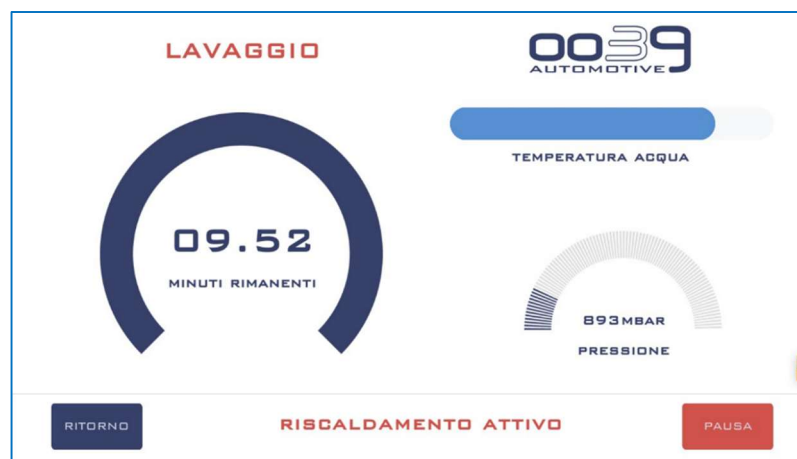 LAVAGGIO
0039
AUTOMOTIVE
TEMPERATURA ACQUA
09.52
MINUTI RIMANENTI
893MBAR
PRESSIONE
RITORNO
RISCALDAMENTO ATTIVO
PAUSA